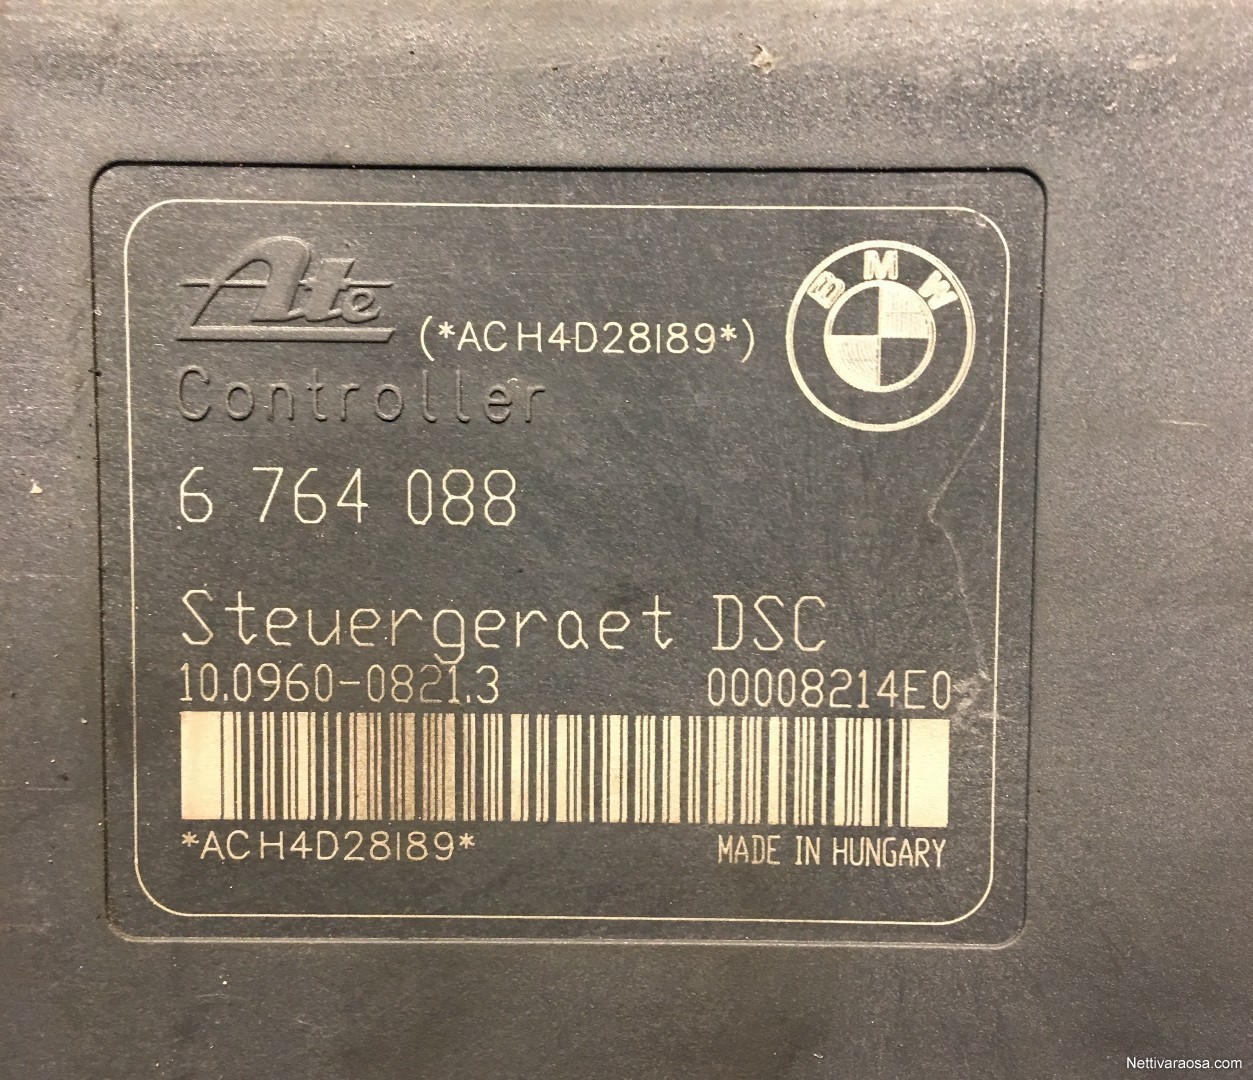 Ate
(*ACH4D28I89*)
BMW
Controller
6 764 088
Steuergeraet DSC
10.0960-0821.3 00008214E0
*ACH4D28I89*
MADE IN HUNGARY
Nettivaraosa.com